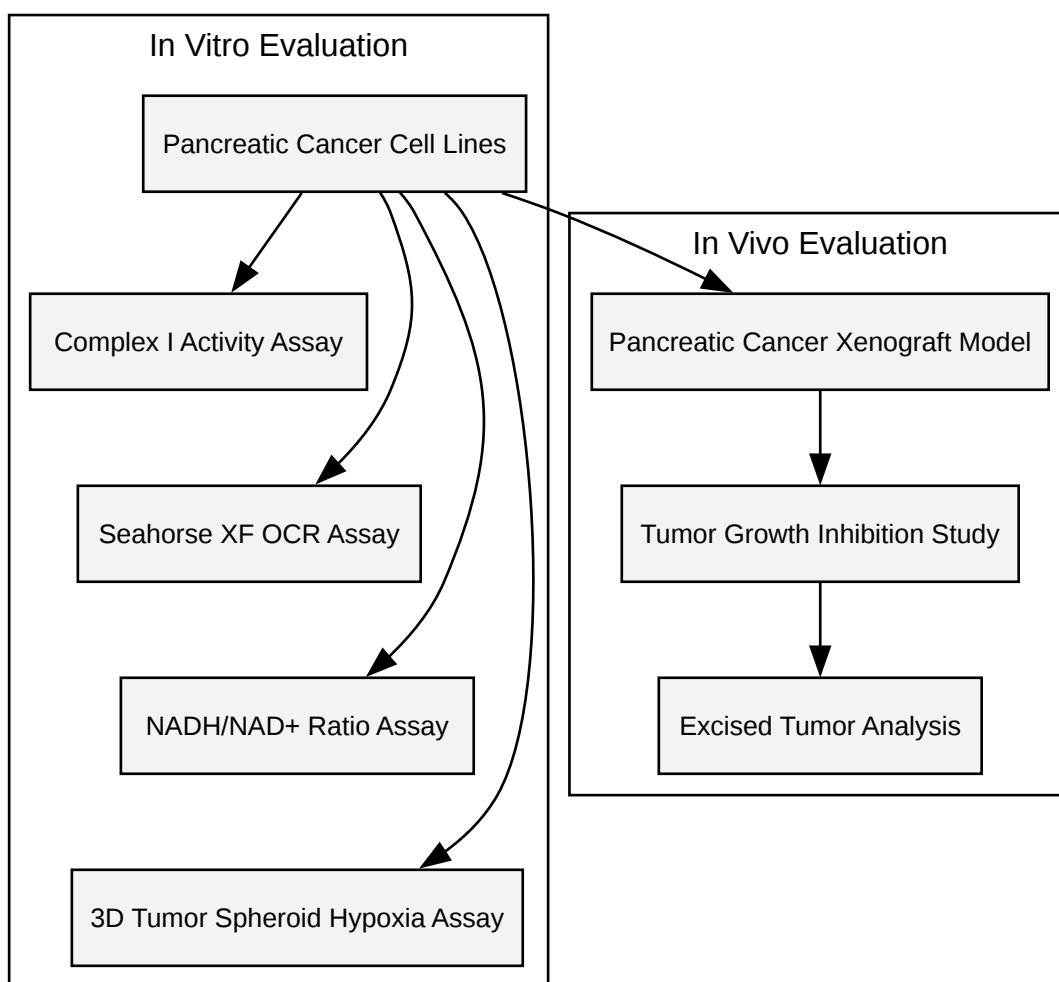 In Vitro Evaluation
Pancreatic Cancer Cell Lines
In Vivo Evaluation
Complex I Activity Assay
Pancreatic Cancer Xenograft Model
Seahorse XF OCR Assay
Tumor Growth Inhibition Study
NADH/NAD+ Ratio Assay
Excised Tumor Analysis
3D Tumor Spheroid Hypoxia Assay